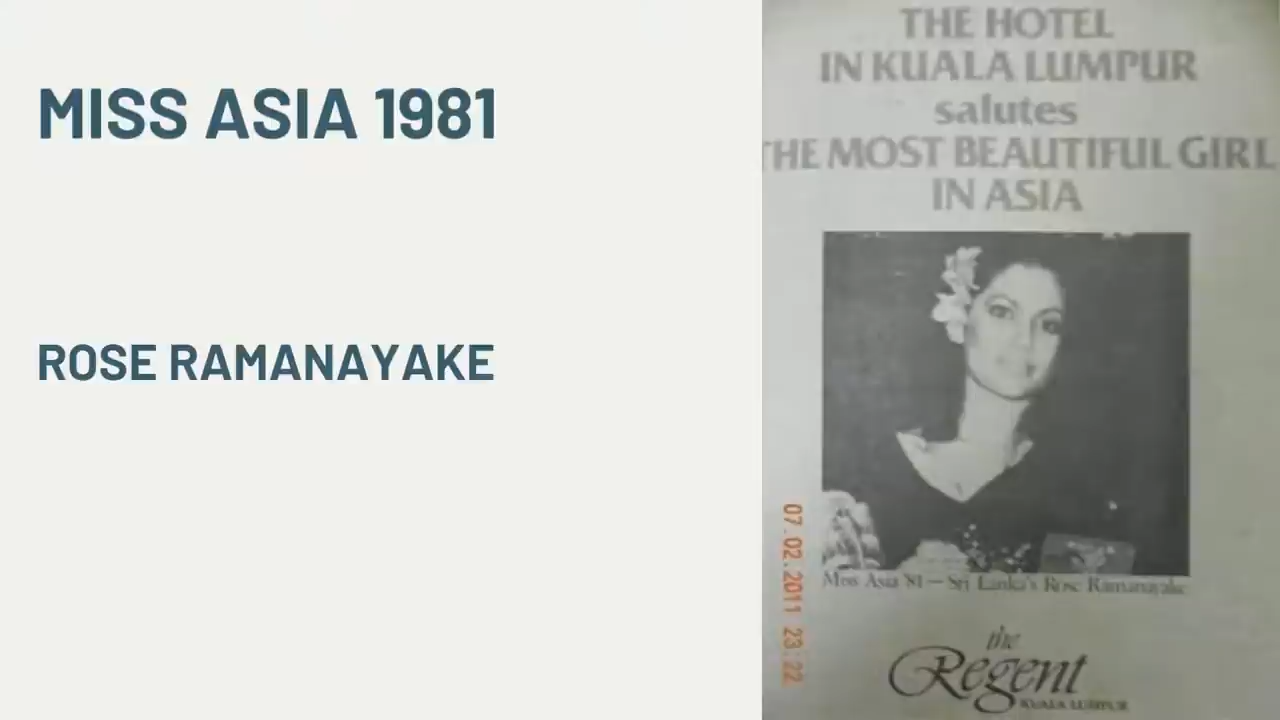 MISS ASIA 1981
ROSE RAMANAYAKE
THE HOTEL
IN KUALA LUMPUR
salutes
THE MOST BEAUTIFUL GIRL
IN ASIA
Miss Asia '81 — Sri Lanka's Rose Ramanayake
the
Regent
KUALA LUMPUR
07.02.2011 23:22